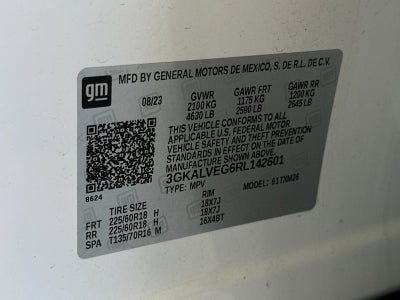 gm
MFD BY GENERAL MOTORS DE MEXICO, S. DE R.L. DE C.V.
08/23 GVWR GAWR FRT GAWR RR
2100 KG 1175 KG 1200 KG
4630 LB 2590 LB 2645 LB
THIS VEHICLE CONFORMS TO ALL
APPLICABLE U.S. FEDERAL MOTOR
VEHICLE SAFETY AND THEFT PREVENTION
STANDARDS IN EFFECT ON THE DATE OF
MANUFACTURE SHOWN ABOVE.
3GKALVEG6RL142601
TYPE: MPV MODEL: 61TXM26
8624
TIRE SIZE RIM
FRT 225/60R18 H 18X7J
RR 225/60R18 H 18X7J
SPA T135/70R16 M 16X4BT